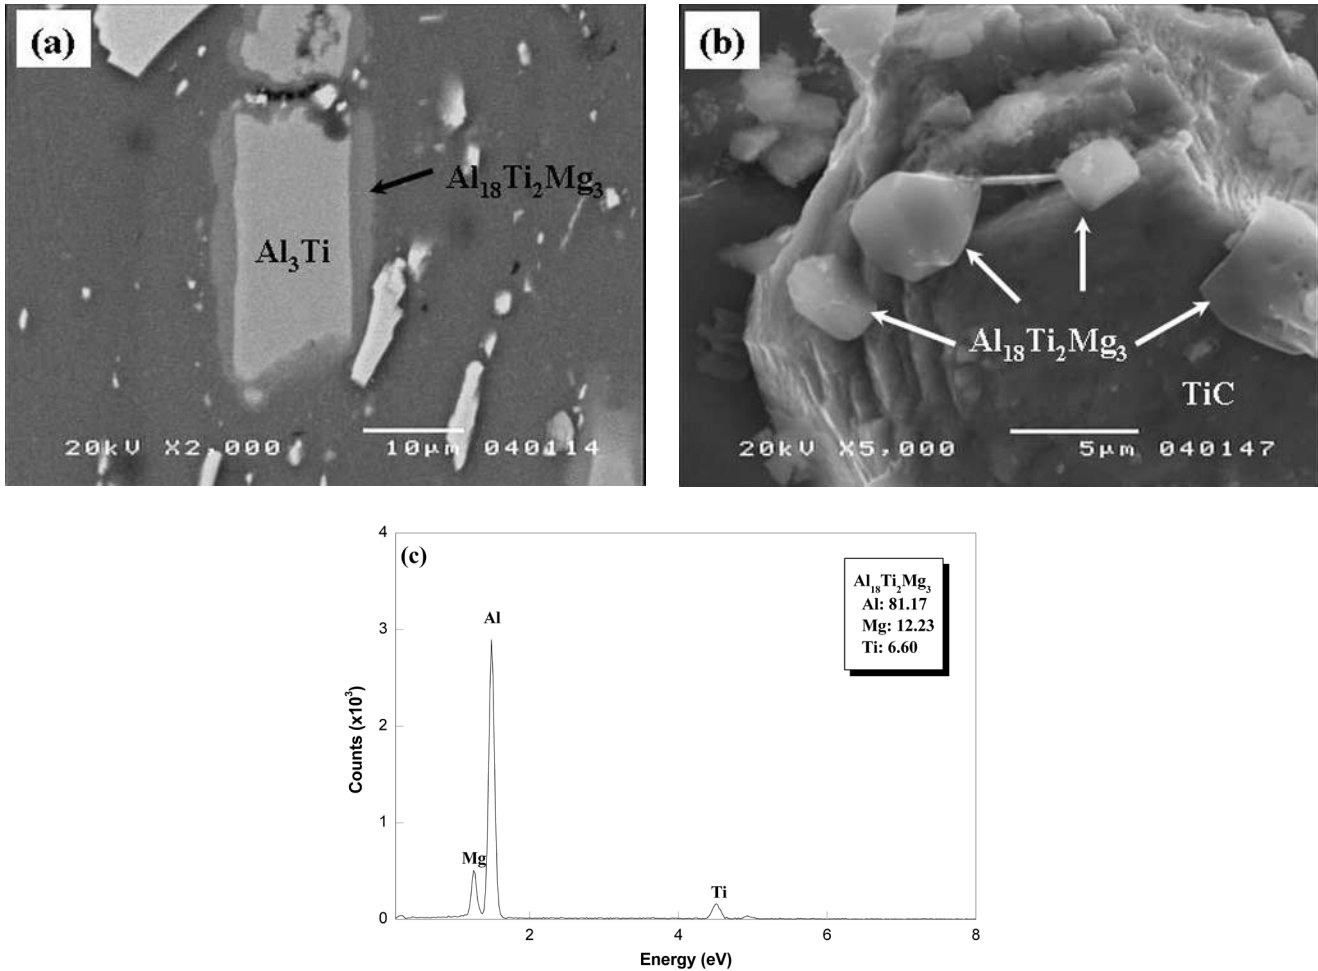 (a)
Al18Ti2Mg3
Al3Ti
20kV X2,000 10μm 040114
(b)
Al18Ti2Mg3
TiC
20kV X5,000 5μm 040147
(c)
4
3
2
1
0
Counts (x10³)
Al
Mg
Ti
Al18Ti2Mg3
Al: 81.17
Mg: 12.23
Ti: 6.60
2 4 6 8
Energy (eV)